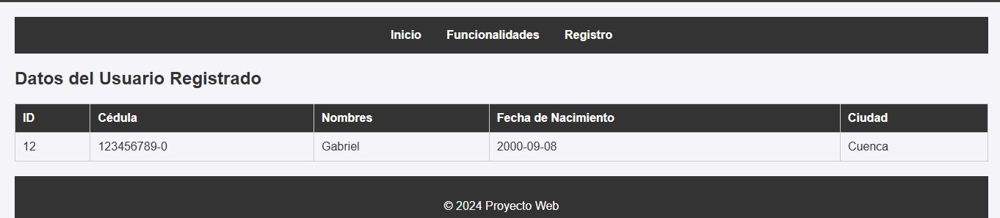 Inicio Funcionalidades Registro
Datos del Usuario Registrado
ID Cédula Nombres Fecha de Nacimiento Ciudad
12 123456789-0 Gabriel 2000-09-08 Cuenca
© 2024 Proyecto Web